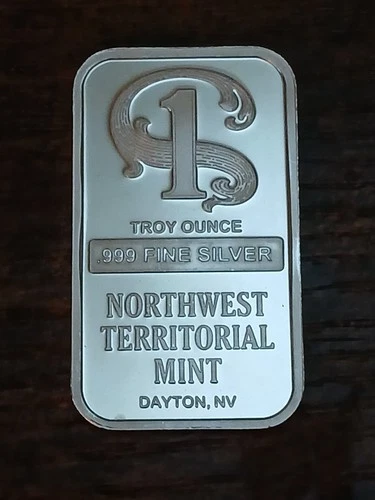 1
TROY OUNCE
.999 FINE SILVER
NORTHWEST
TERRITORIAL
MINT
DAYTON, NV